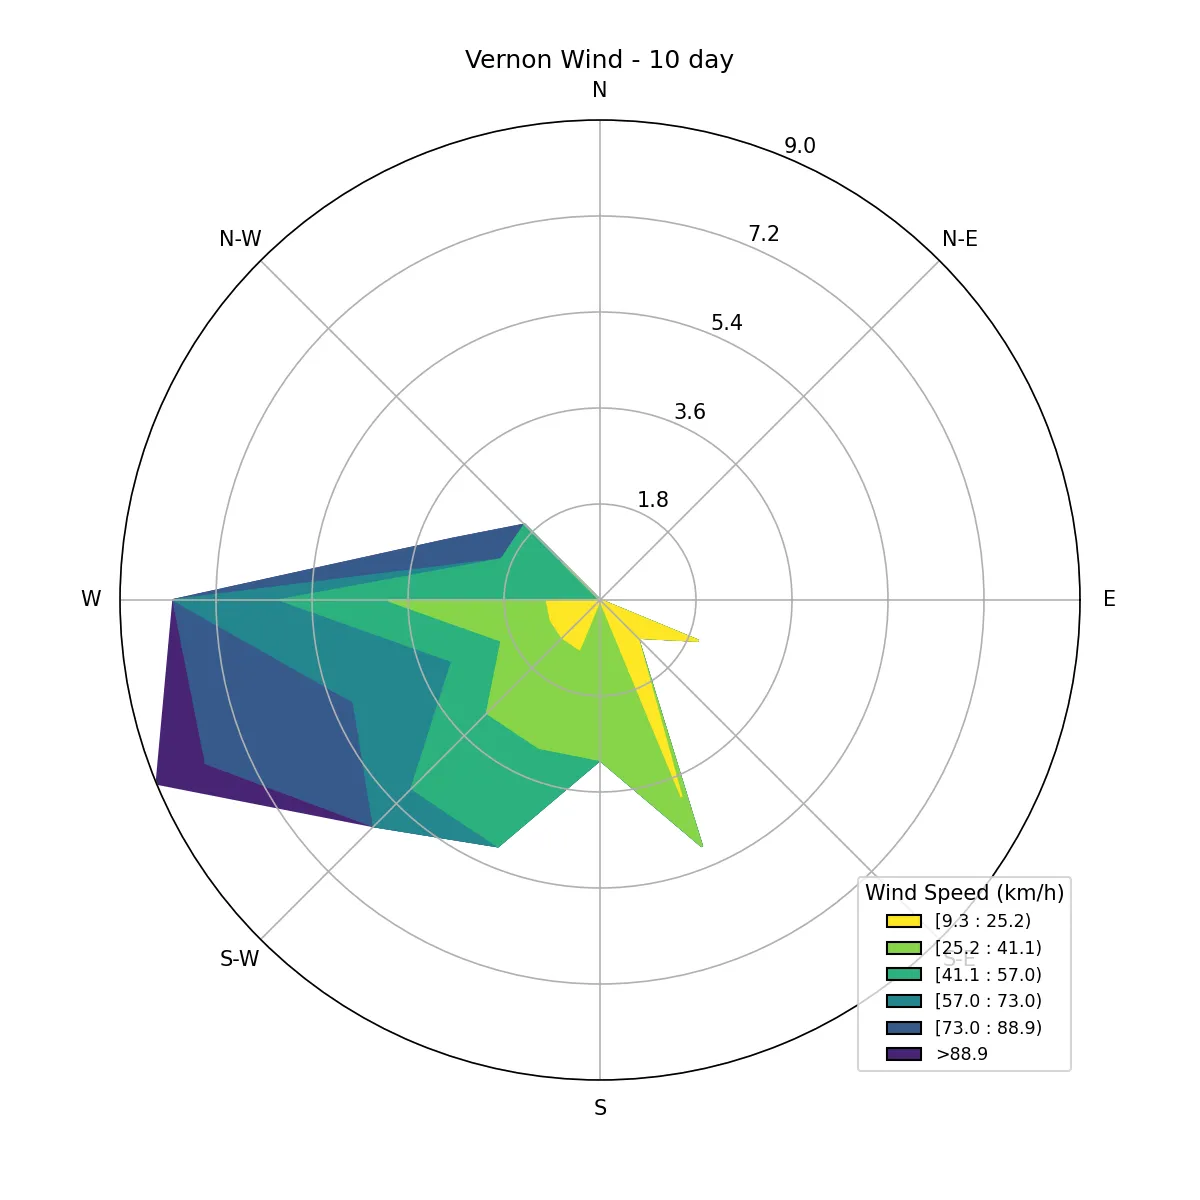 Vernon Wind - 10 day
N
9.0
N-W
7.2
N-E
5.4
3.6
1.8
W
E
Wind Speed (km/h)
[9.3 : 25.2)
[25.2 : 41.1)
S-W
S-E
[41.1 : 57.0)
[57.0 : 73.0)
[73.0 : 88.9)
>88.9
S